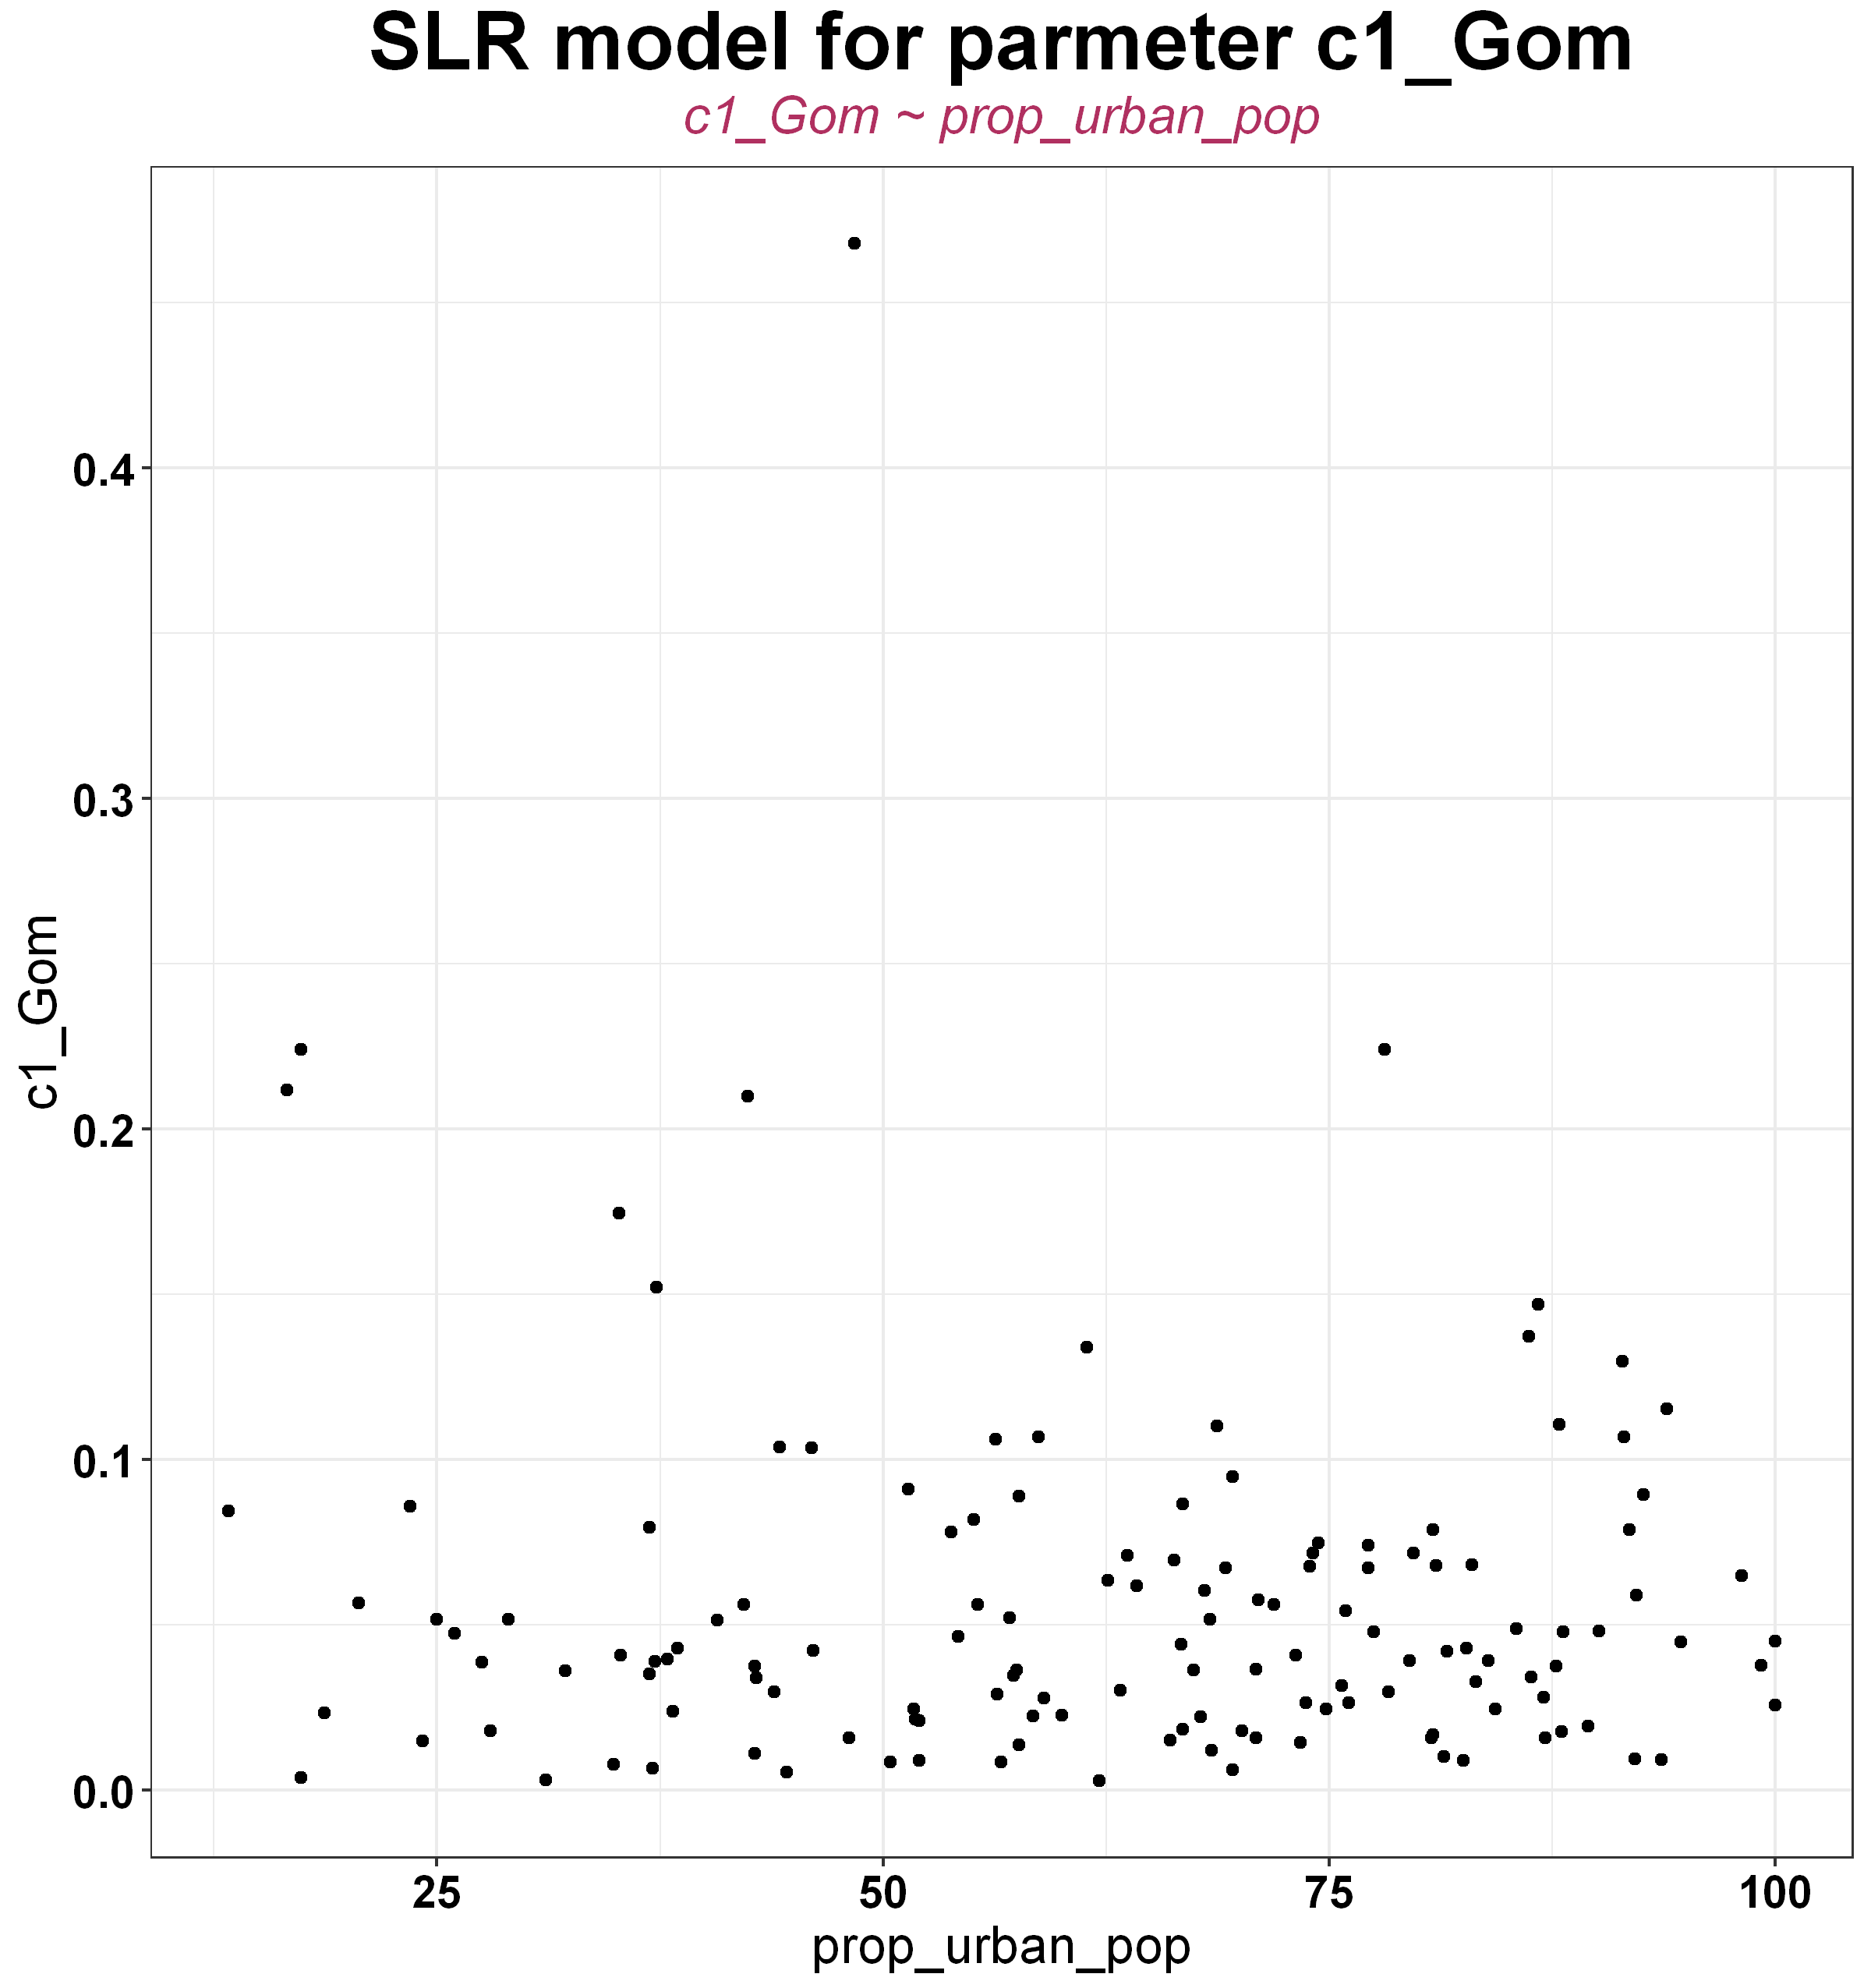 SLR model for parmeter c1_Gom
c1_Gom ~ prop_urban_pop
c1_Gom
0.4
0.3
0.2
0.1
0.0
25 50 75 100
prop_urban_pop